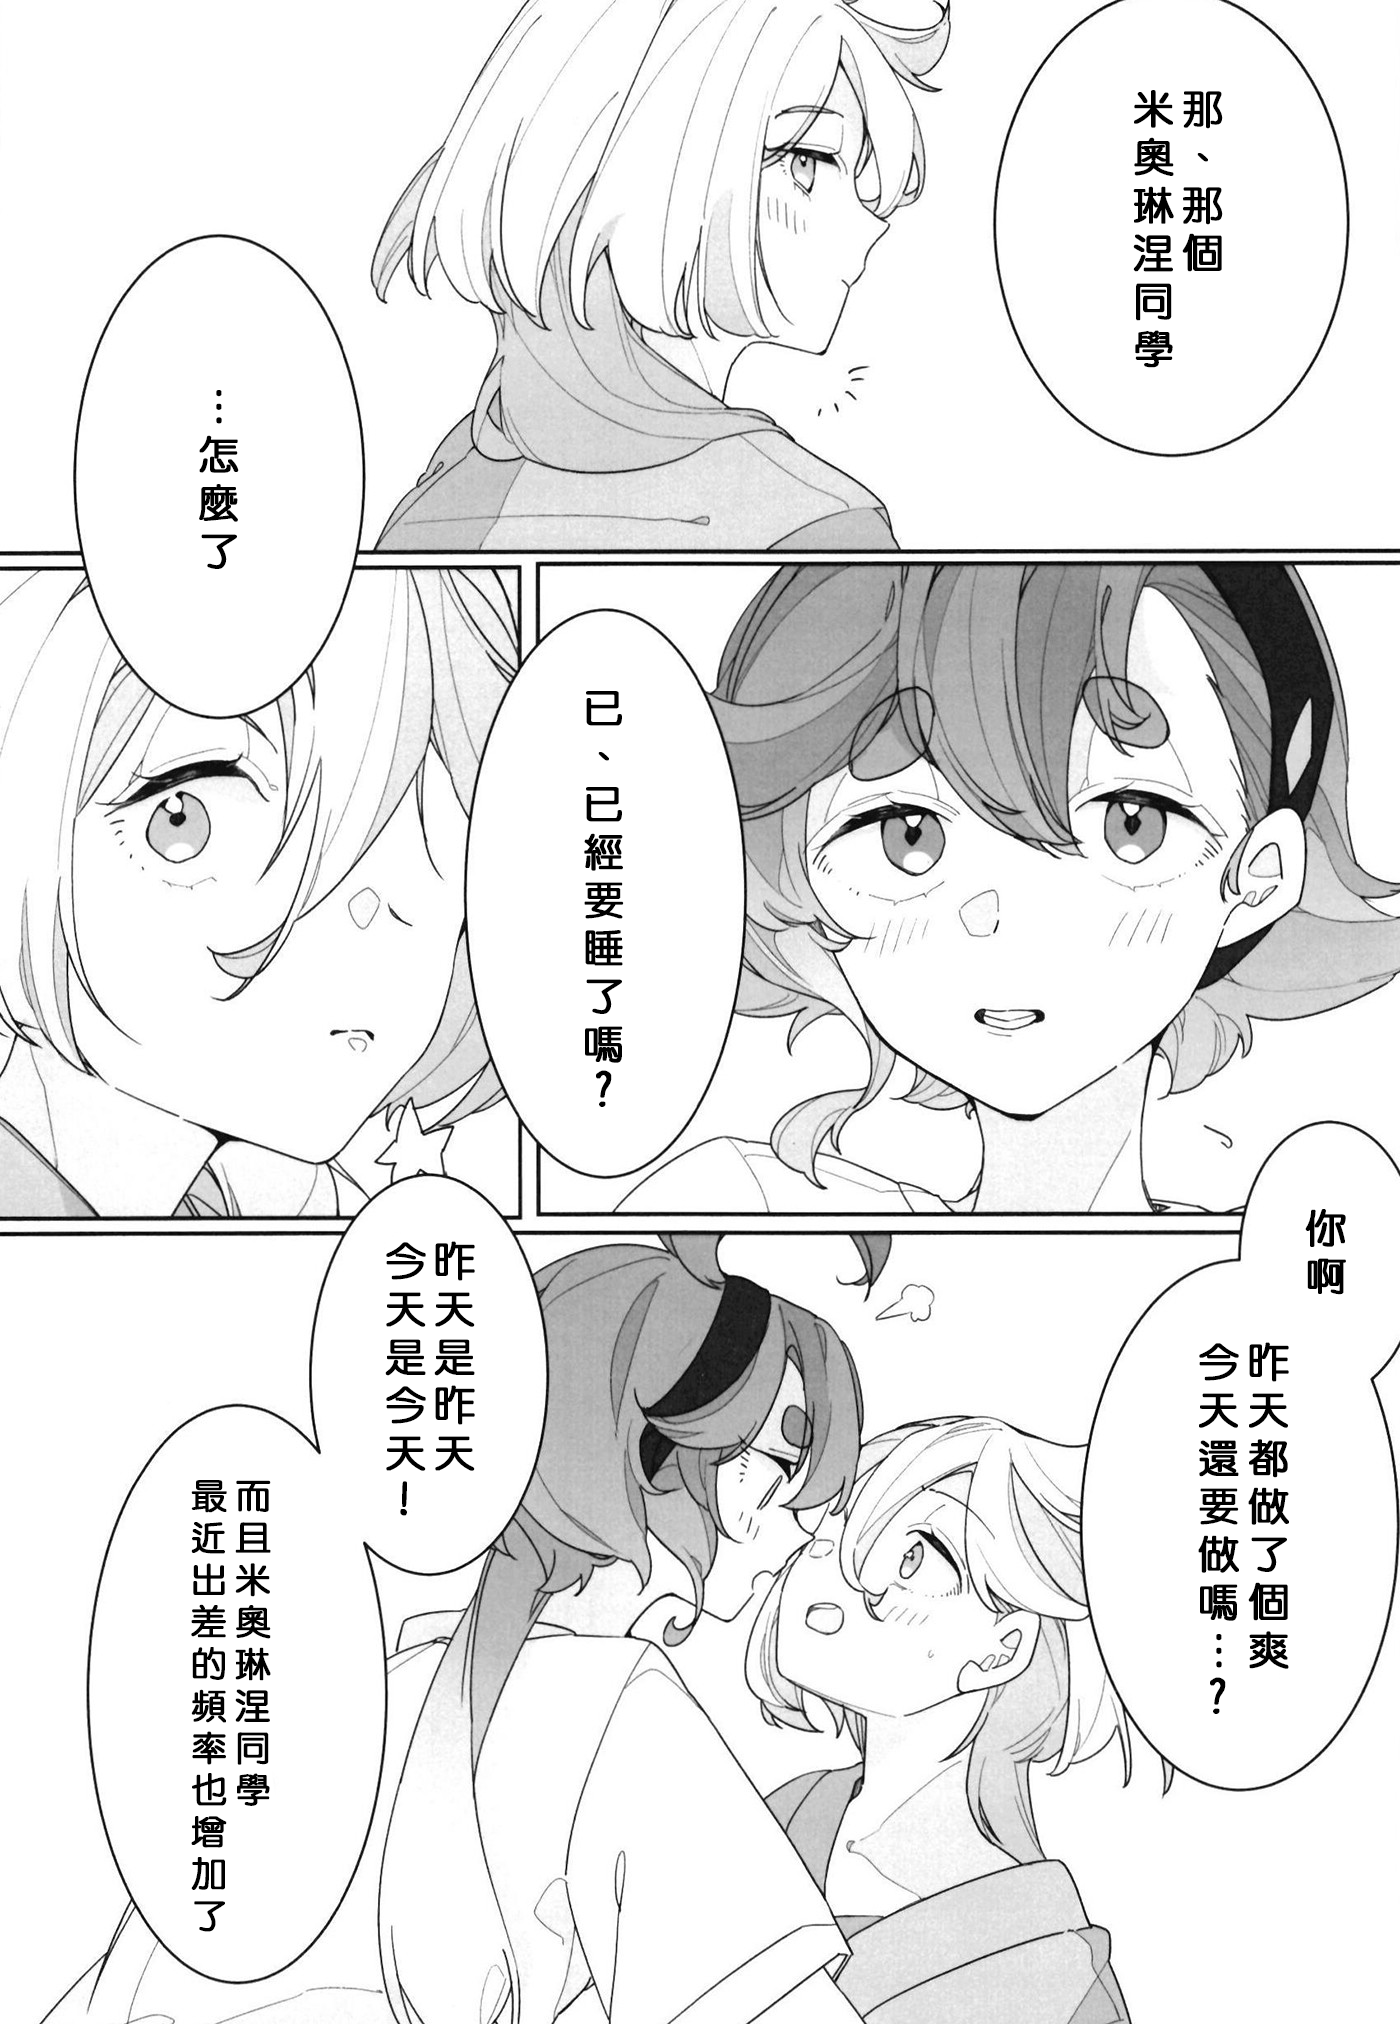 那、那個
米奧琳涅同學
…怎麼了
已、已經要睡了嗎？
你啊
昨天都做了個爽
今天還要做嗎…？
昨天是昨天
今天是今天！
而且米奧琳涅同學
最近出差的頻率也增加了